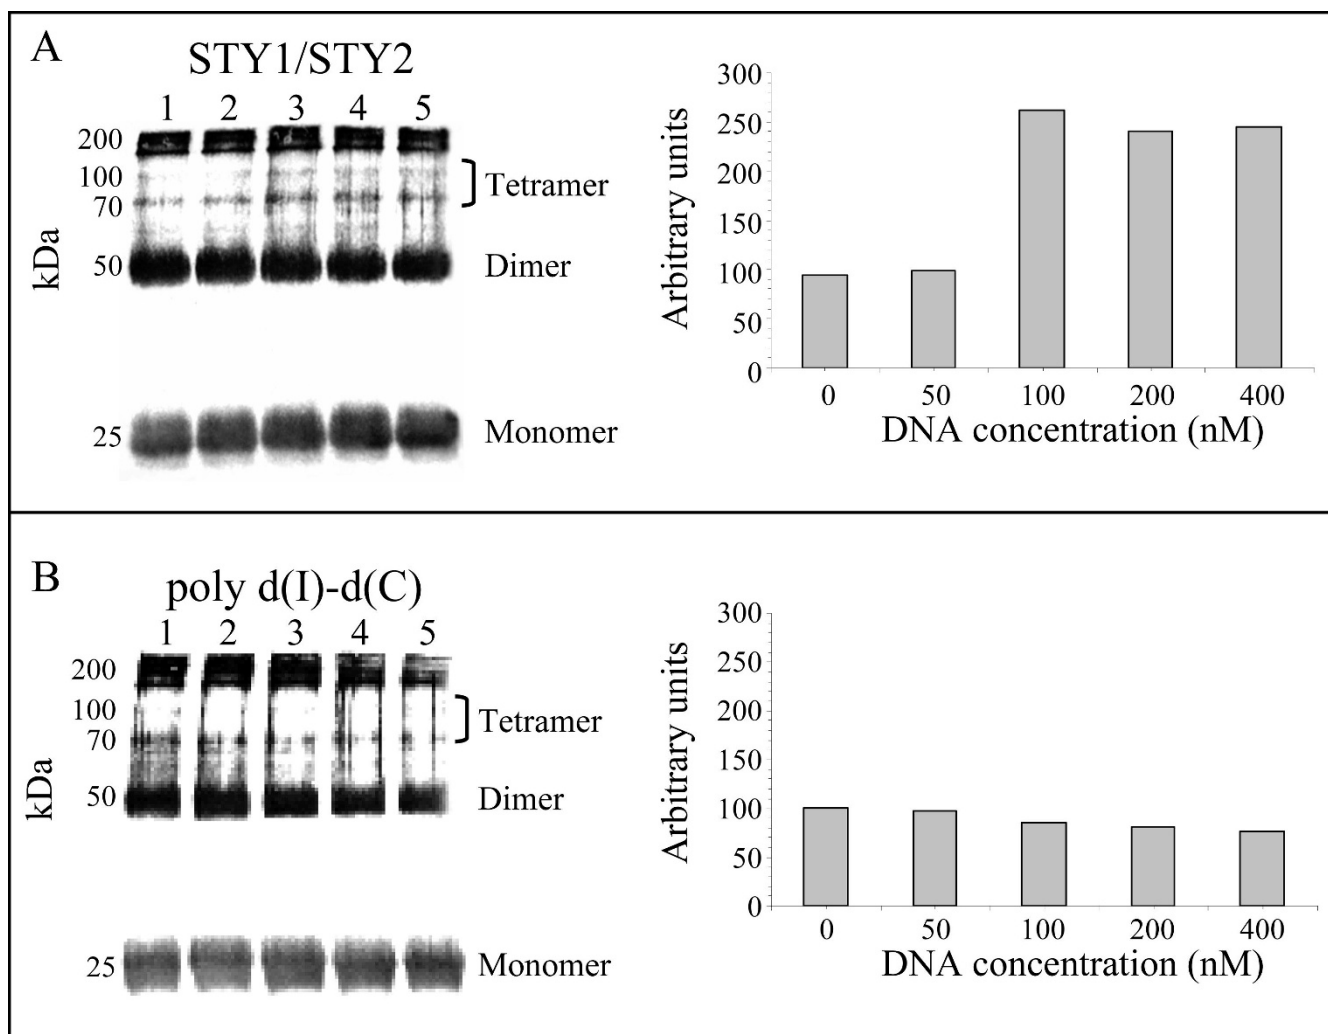 A
STY1/STY2
1 2 3 4 5
200
100
70
50
25
kDa
Tetramer
Dimer
Monomer
300
250
200
150
100
50
0
Arbitrary units
0 50 100 200 400
DNA concentration (nM)
B
poly d(I)-d(C)
1 2 3 4 5
200
100
70
50
25
kDa
Tetramer
Dimer
Monomer
300
250
200
150
100
50
0
Arbitrary units
0 50 100 200 400
DNA concentration (nM)